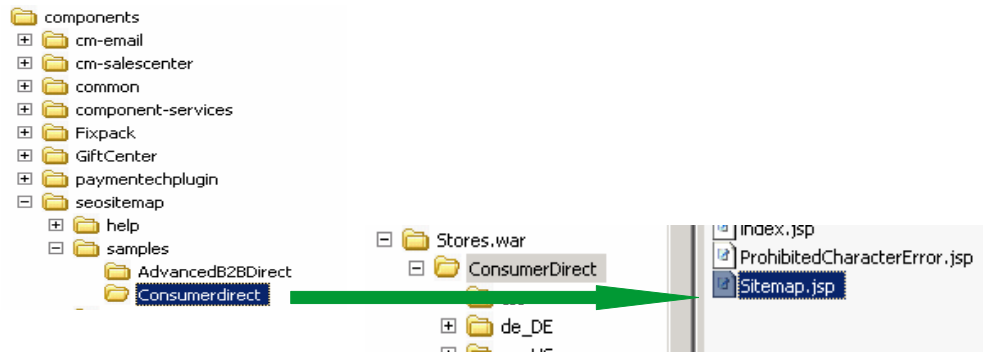 components
cm-email
cm-salescenter
common
component-services
Fixpack
GiftCenter
paymentechplugin
seositemap
help
samples
AdvancedB2BDirect
Consumerdirect
Stores.war
ConsumerDirect
de_DE
index.jsp
ProhibitedCharacterError.jsp
Sitemap.jsp